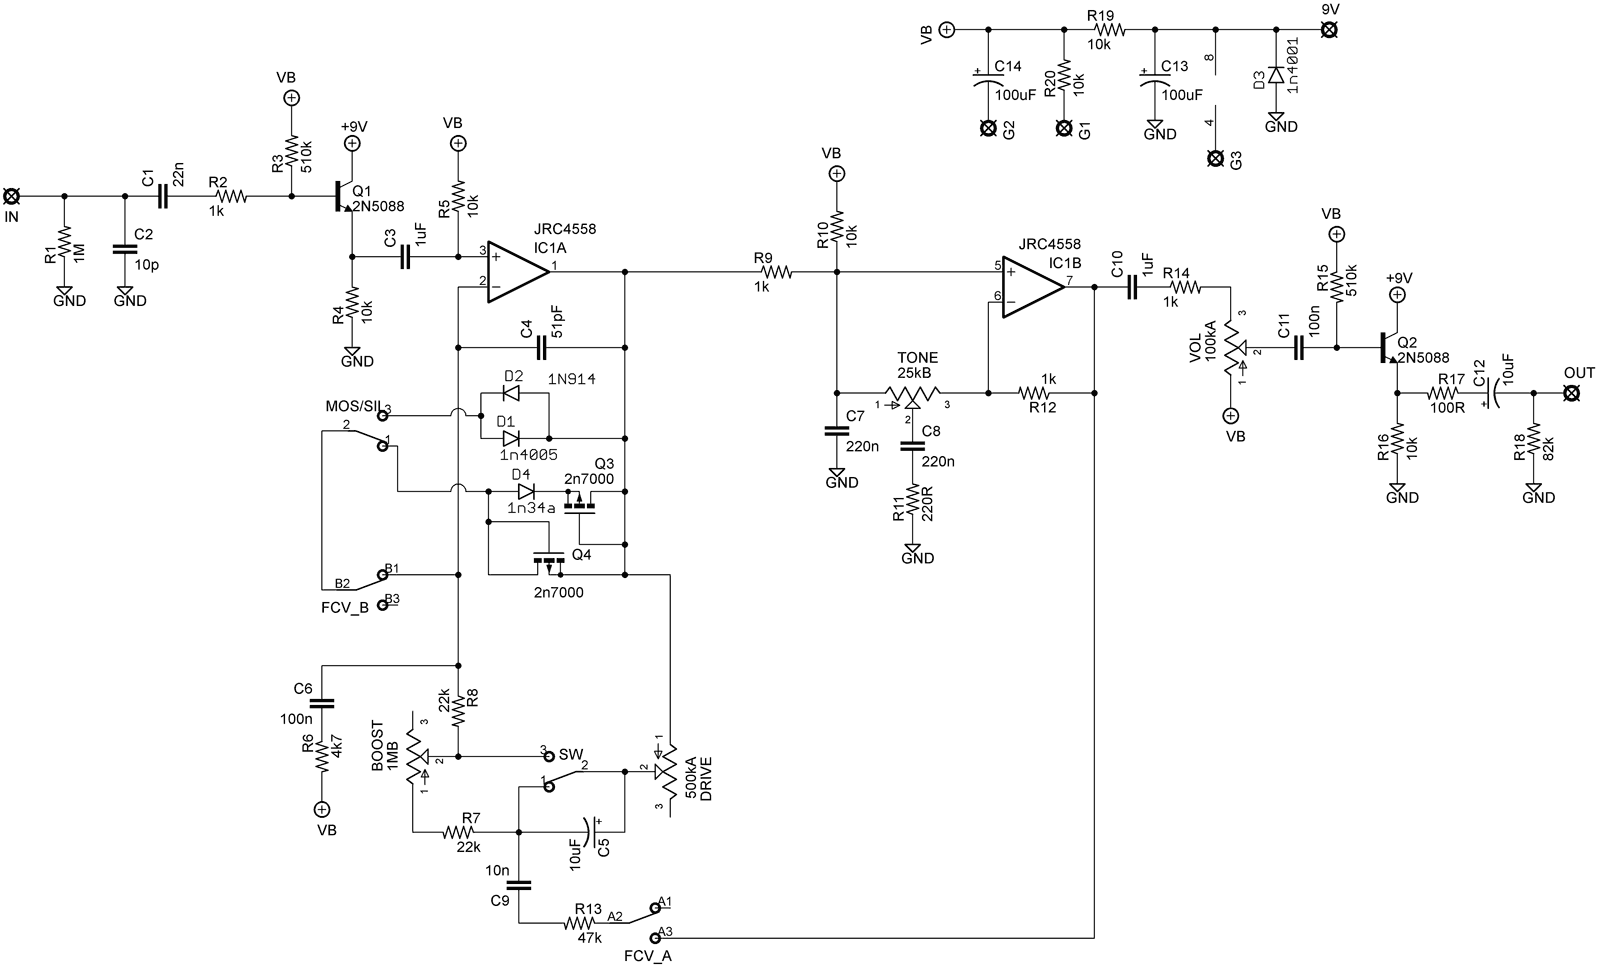 VB
R19
10k
9V
C14
+
100uF
R20
10k
C13
+
100uF
8
4
D3
1n4001
GND
GND
G2
G1
G3
IN
R1
1M
GND
C2
10p
GND
C1
22n
R2
1k
VB
R3
510k
+9V
Q1
2N5088
R4
10k
GND
C3
1uF
VB
R5
10k
JRC4558
IC1A
3
+
2
−
1
C4
51pF
D2
1N914
D1
1n4005
MOS/SIL
3
2
1
D4
1n34a
Q3
2n7000
Q4
2n7000
B1
B2
B3
FCV_B
C6
100n
R6
4k7
VB
22k
R8
BOOST
1MB
3
2
1
3
SW
2
1
1
2
3
500kA
DRIVE
R7
22k
10uF
+
C5
10n
C9
R13
47k
A2
A1
A3
FCV_A
R9
1k
VB
R10
10k
JRC4558
IC1B
5
+
6
−
7
TONE
25kB
1
2
3
1k
R12
C7
220n
GND
C8
220n
R11
220R
GND
C10
1uF
R14
1k
VOL
100kA
3
2
1
VB
C11
100n
VB
R15
510k
+9V
Q2
2N5088
R16
10k
GND
R17
100R
C12
+
10uF
OUT
R18
82k
GND